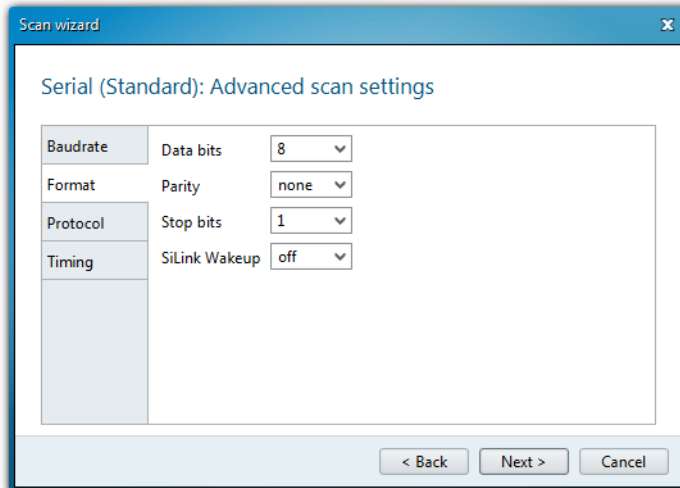 Scan wizard
Serial (Standard): Advanced scan settings
Baudrate
Format
Protocol
Timing
Data bits 8
Parity none
Stop bits 1
SiLink Wakeup off
< Back Next > Cancel